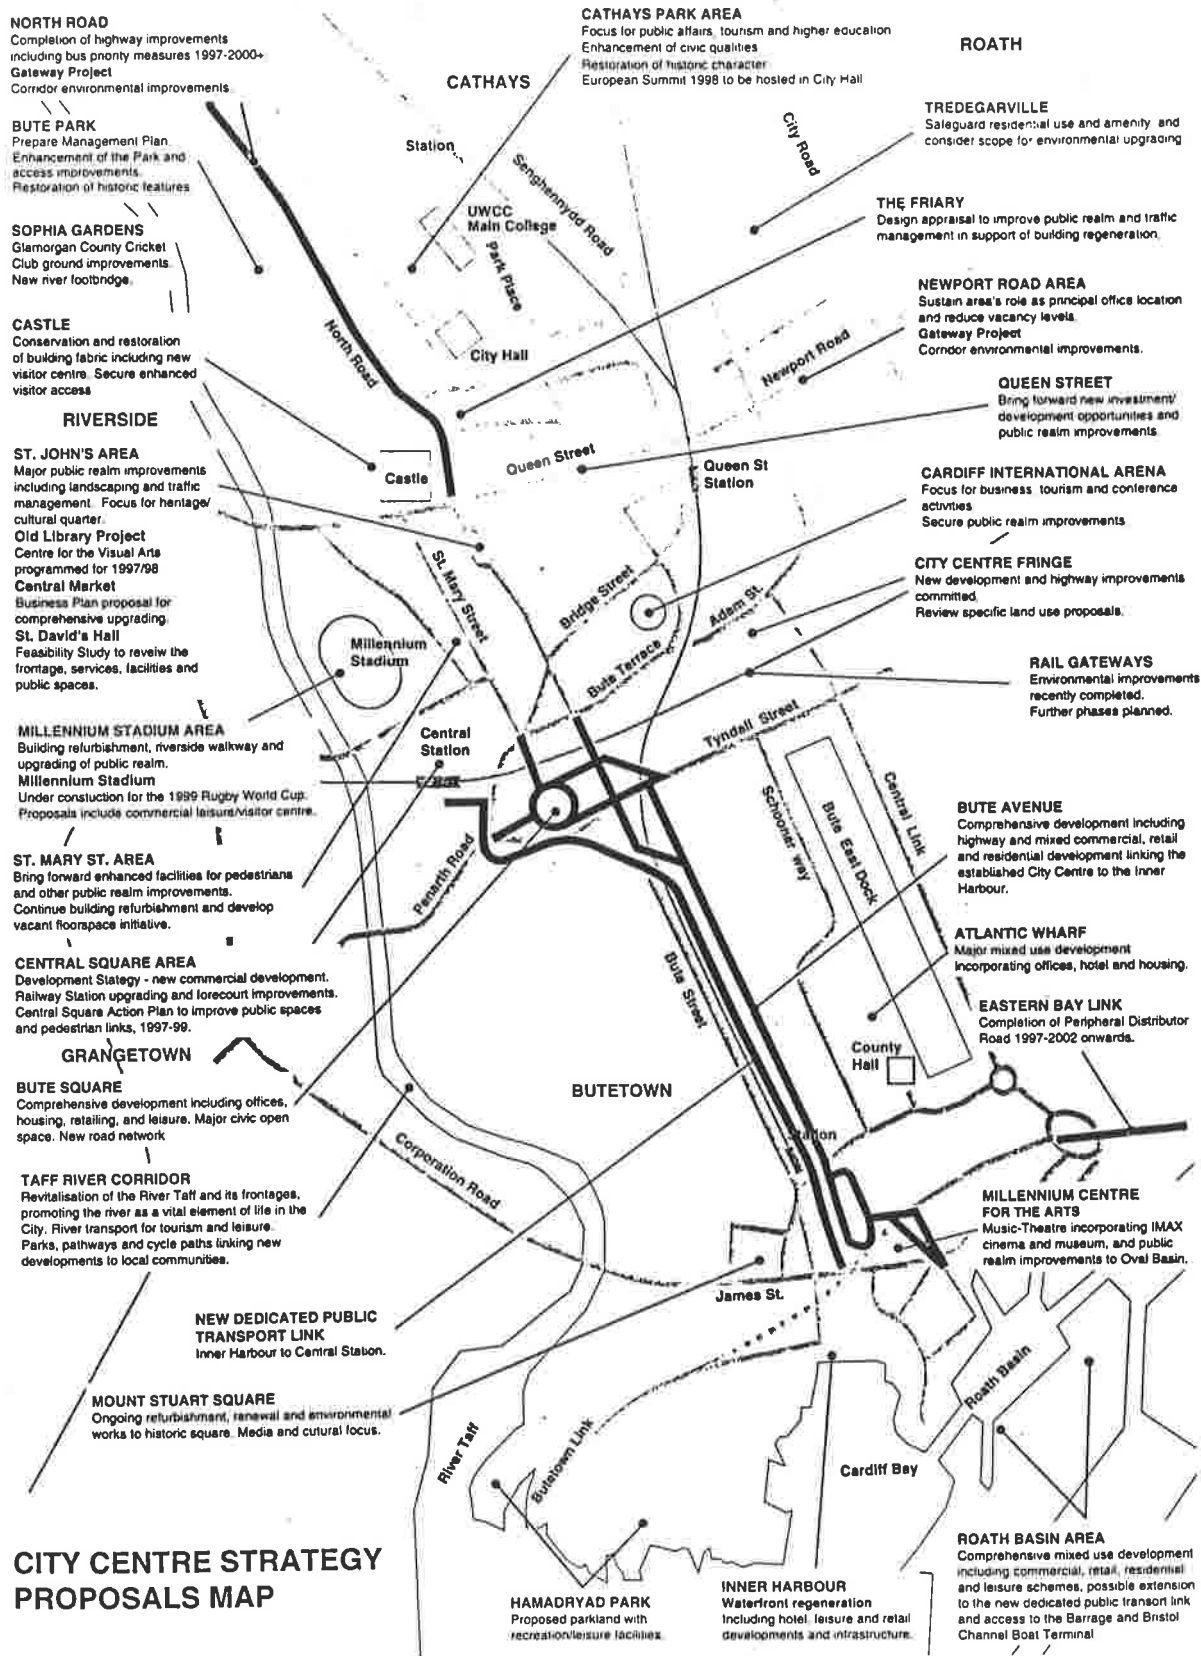 NORTH ROAD
Completion of highway improvements
including bus priority measures 1997-2000+
Gateway Project
Corridor environmental improvements
BUTE PARK
Prepare Management Plan
Enhancement of the Park and
access improvements.
Restoration of historic features
SOPHIA GARDENS
Glamorgan County Cricket
Club ground improvements.
New river footbridge.
CASTLE
Conservation and restoration
of building fabric including new
visitor centre. Secure enhanced
visitor access
RIVERSIDE
ST. JOHN'S AREA
Major public realm improvements
including landscaping and traffic
management. Focus for heritage/
cultural quarter.
Old Library Project
Centre for the Visual Arts
programmed for 1997/98
Central Market
Business Plan proposal for
comprehensive upgrading.
St. David's Hall
Feasibility Study to reveiw the
frontage, services, facilities and
public spaces.
MILLENNIUM STADIUM AREA
Building refurbishment, riverside walkway and
upgrading of public realm.
Millennium Stadium
Under constuction for the 1999 Rugby World Cup.
Proposals include commercial leisure/visitor centre.
ST. MARY ST. AREA
Bring forward enhanced facilities for pedestrians
and other public realm improvements.
Continue building refurbishment and develop
vacant floorspace initiative.
CENTRAL SQUARE AREA
Development Stategy - new commercial development.
Railway Station upgrading and forecourt improvements.
Central Square Action Plan to improve public spaces
and pedestrian links, 1997-99.
GRANGETOWN
BUTE SQUARE
Comprehensive development including offices,
housing, retailing, and leisure. Major civic open
space. New road network
TAFF RIVER CORRIDOR
Revitalisation of the River Taff and its frontages,
promoting the river as a vital element of life in the
City. River transport for tourism and leisure.
Parks, pathways and cycle paths linking new
developments to local communities.
NEW DEDICATED PUBLIC
TRANSPORT LINK
Inner Harbour to Central Station.
MOUNT STUART SQUARE
Ongoing refurbishment, renewal and environmental
works to historic square. Media and cutural focus.
CITY CENTRE STRATEGY
PROPOSALS MAP
CATHAYS PARK AREA
Focus for public affairs, tourism and higher education
Enhancement of civic qualities
Restoration of historic character
European Summit 1998 to be hosted in City Hall
CATHAYS
ROATH
TREDEGARVILLE
Safeguard residential use and amenity and
consider scope for environmental upgrading
THE FRIARY
Design appraisal to improve public realm and traffic
management in support of building regeneration.
NEWPORT ROAD AREA
Sustain area's role as principal office location
and reduce vacancy levels.
Gateway Project
Corridor environmental improvements.
QUEEN STREET
Bring forward new investment/
development opportunities and
public realm improvements
CARDIFF INTERNATIONAL ARENA
Focus for business tourism and conference
activities
Secure public realm improvements
CITY CENTRE FRINGE
New development and highway improvements
committed.
Review specific land use proposals.
RAIL GATEWAYS
Environmental improvements
recently completed.
Further phases planned.
BUTE AVENUE
Comprehensive development including
highway and mixed commercial, retail
and residential development linking the
established City Centre to the Inner
Harbour.
ATLANTIC WHARF
Major mixed use development
incorporating offices, hotel and housing.
EASTERN BAY LINK
Completion of Peripheral Distributor
Road 1997-2002 onwards.
MILLENNIUM CENTRE
FOR THE ARTS
Music-Theatre incorporating IMAX
cinema and museum, and public
realm improvements to Oval Basin.
ROATH BASIN AREA
Comprehensive mixed use development
including commercial, retail, residential
and leisure schemes, possible extension
to the new dedicated public transort link
and access to the Barrage and Bristol
Channel Boat Terminal
INNER HARBOUR
Waterfront regeneration
Including hotel leisure and retail
developments and infrastructure.
HAMADRYAD PARK
Proposed parkland with
recreation/leisure facilities.
Station
UWCC
Main College
Park Place
Senghennydd Road
City Road
City Hall
North Road
Newport Road
Castle
Queen Street
Queen St
Station
St. Mary Street
Bridge Street
Adam St.
Bute Terrace
Millennium
Stadium
Central
Station
Tyndall Street
Schooner way
Bute East Dock
Central Link
Penarth Road
Bute Street
BUTETOWN
County
Hall
Station
Corporation Road
James St.
Roath Basin
River Taff
Butetown Link
Cardiff Bay